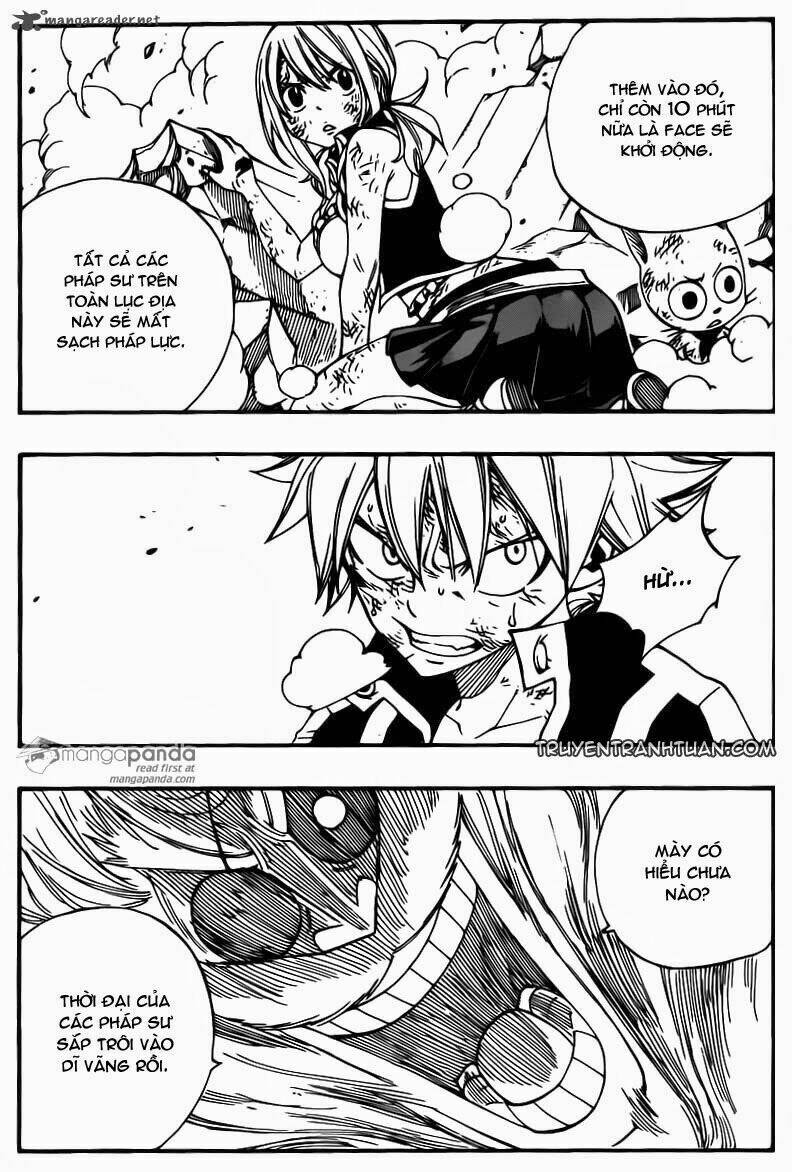 mangareader.net
THÊM VÀO ĐÓ,
CHỈ CÒN 10 PHÚT
NỮA LÀ FACE SẼ
KHỞI ĐỘNG.
TẤT CẢ CÁC
PHÁP SƯ TRÊN
TOÀN LỤC ĐỊA
NÀY SẼ MẤT
SẠCH PHÁP LỰC.
HỪ...
mangapanda
read first at
mangapanda.com
TRUYENTRANHTUAN.COM
MÀY CÓ
HIỂU CHƯA
NÀO?
THỜI ĐẠI CỦA
CÁC PHÁP SƯ
SẮP TRÔI VÀO
DĨ VÃNG RỒI.